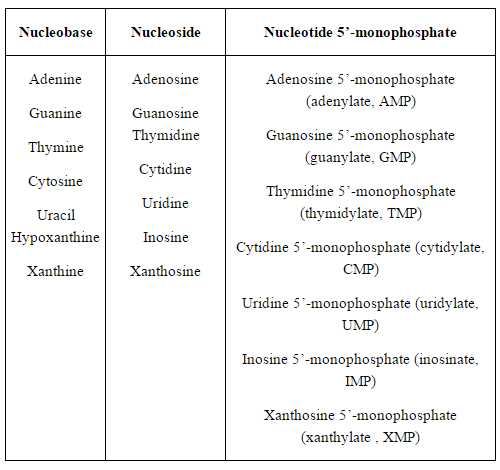 Nucleobase
Nucleoside
Nucleotide 5’-monophosphate
Adenine
Guanine
Thymine
Cytosine
Uracil
Hypoxanthine
Xanthine
Adenosine
Guanosine
Thymidine
Cytidine
Uridine
Inosine
Xanthosine
Adenosine 5’-monophosphate
(adenylate, AMP)
Guanosine 5’-monophosphate
(guanylate, GMP)
Thymidine 5’-monophosphate
(thymidylate, TMP)
Cytidine 5’-monophosphate (cytidylate,
CMP)
Uridine 5’-monophosphate (uridylate,
UMP)
Inosine 5’-monophosphate (inosinate,
IMP)
Xanthosine 5’-monophosphate
(xanthylate , XMP)